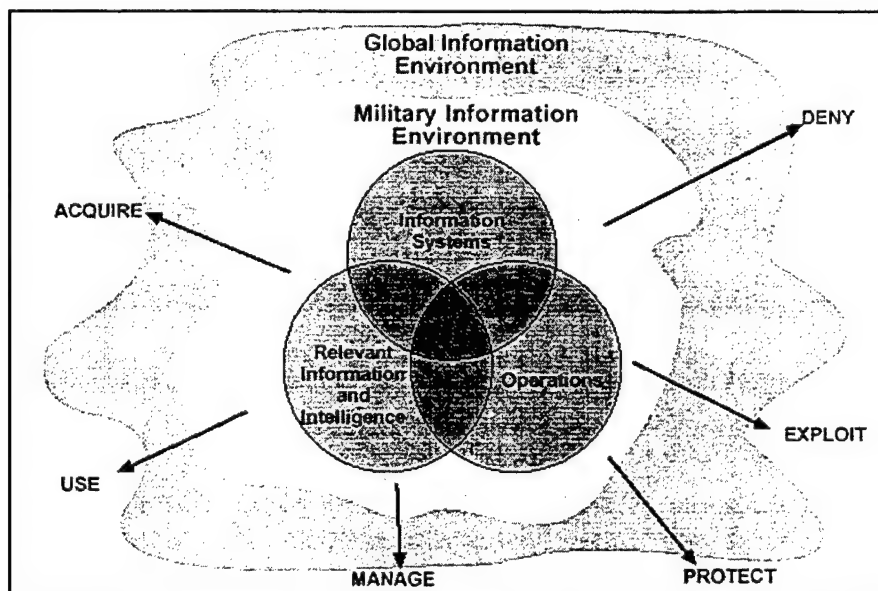 Global Information
Environment
Military Information
Environment
DENY
ACQUIRE
Information
Systems
Relevant
Information
and
Intelligence
Operations
EXPLOIT
USE
MANAGE
PROTECT